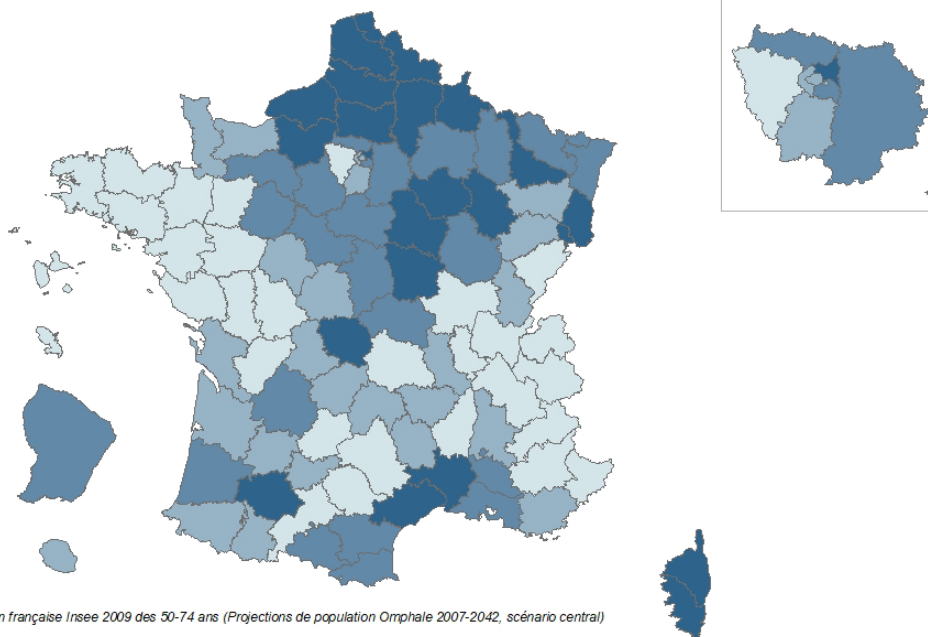 n française Insee 2009 des 50-74 ans (Projections de population Omphale 2007-2042, scénario central)